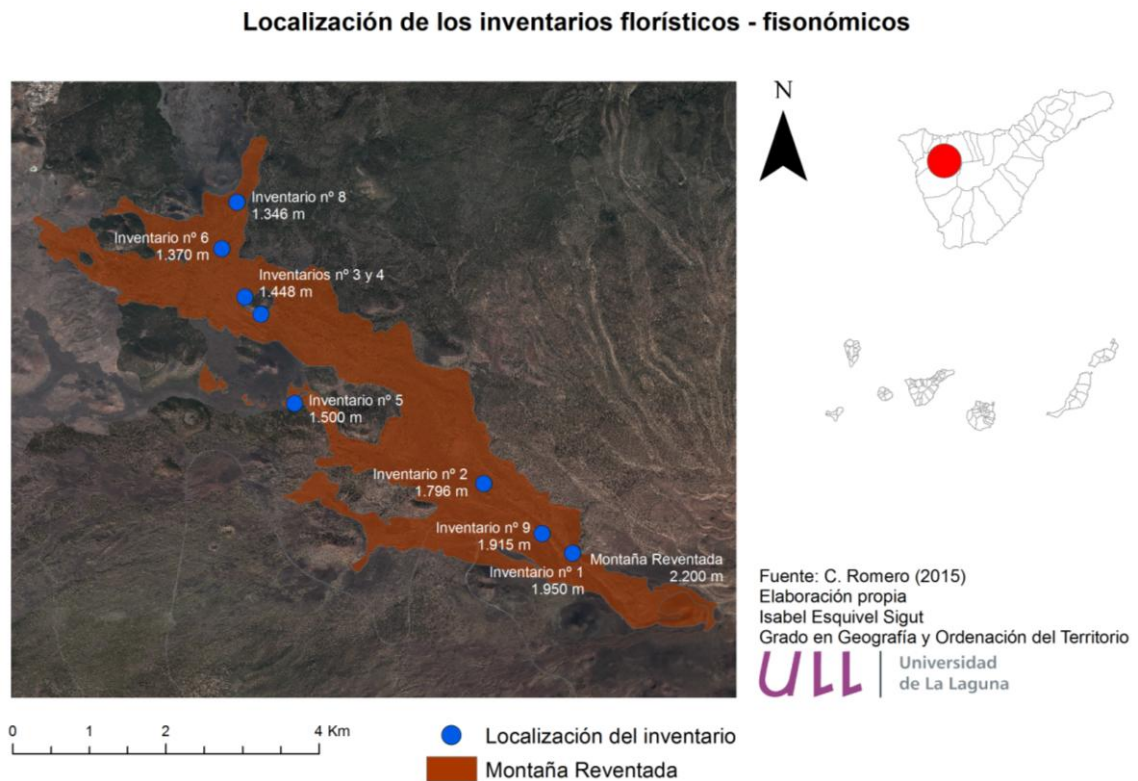 Localización de los inventarios florísticos - fisonómicos
N
Inventario nº 8
1.346 m
Inventario nº 6
1.370 m
Inventarios nº 3 y 4
1.448 m
Inventario nº 5
1.500 m
Inventario nº 2
1.796 m
Inventario nº 9
1.915 m
Inventario nº 1
1.950 m
Montaña Reventada
2.200 m
Fuente: C. Romero (2015)
Elaboración propia
Isabel Esquivel Sigut
Grado en Geografía y Ordenación del Territorio
ULL
Universidad
de La Laguna
0 1 2 3 4 Km
Localización del inventario
Montaña Reventada